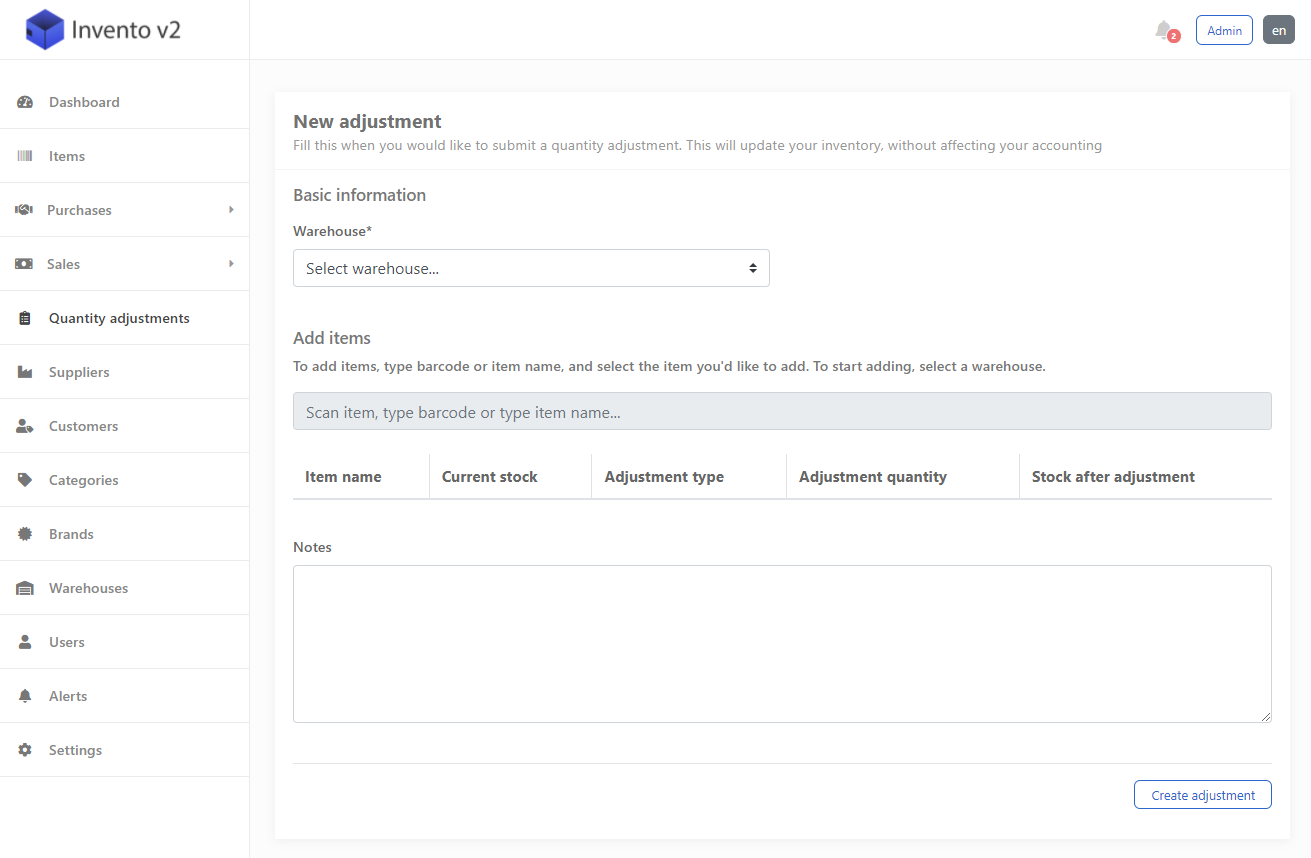 Invento v2
2
Admin
en
Dashboard
Items
Purchases
Sales
Quantity adjustments
Suppliers
Customers
Categories
Brands
Warehouses
Users
Alerts
Settings
New adjustment
Fill this when you would like to submit a quantity adjustment. This will update your inventory, without affecting your accounting
Basic information
Warehouse*
Select warehouse...
Add items
To add items, type barcode or item name, and select the item you'd like to add. To start adding, select a warehouse.
Scan item, type barcode or type item name...
Item name Current stock Adjustment type Adjustment quantity Stock after adjustment
Notes
Create adjustment